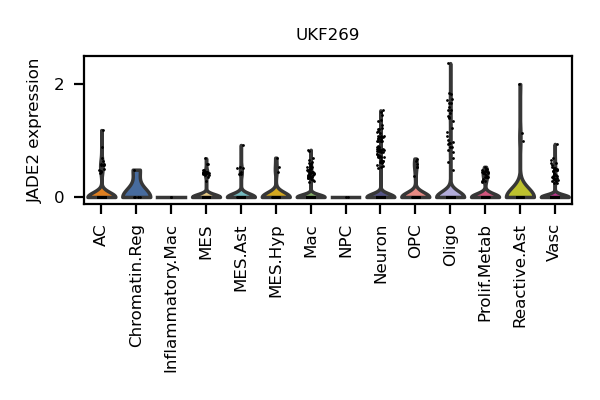 UKF269
JADE2 expression
2
0
AC
Chromatin.Reg
Inflammatory.Mac
MES
MES.Ast
MES.Hyp
Mac
NPC
Neuron
OPC
Oligo
Prolif.Metab
Reactive.Ast
Vasc